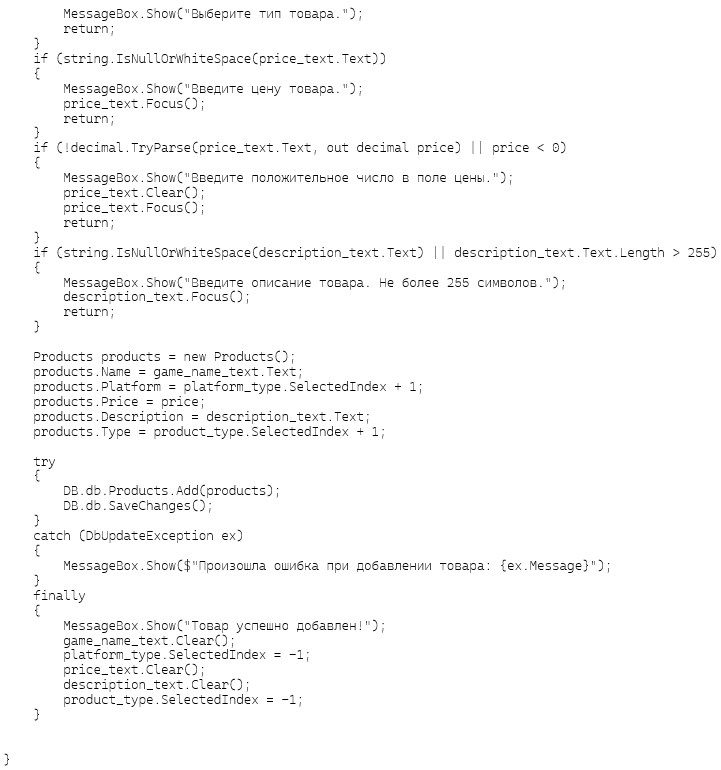 MessageBox.Show("Выберите тип товара.");
        return;
    }
    if (string.IsNullOrWhiteSpace(price_text.Text))
    {
        MessageBox.Show("Введите цену товара.");
        price_text.Focus();
        return;
    }
    if (!decimal.TryParse(price_text.Text, out decimal price) || price < 0)
    {
        MessageBox.Show("Введите положительное число в поле цены.");
        price_text.Clear();
        price_text.Focus();
        return;
    }
    if (string.IsNullOrWhiteSpace(description_text.Text) || description_text.Text.Length > 255)
    {
        MessageBox.Show("Введите описание товара. Не более 255 символов.");
        description_text.Focus();
        return;
    }

    Products products = new Products();
    products.Name = game_name_text.Text;
    products.Platform = platform_type.SelectedIndex + 1;
    products.Price = price;
    products.Description = description_text.Text;
    products.Type = product_type.SelectedIndex + 1;

    try
    {
        DB.db.Products.Add(products);
        DB.db.SaveChanges();
    }
    catch (DbUpdateException ex)
    {
        MessageBox.Show($"Произошла ошибка при добавлении товара: {ex.Message}");
    }
    finally
    {
        MessageBox.Show("Товар успешно добавлен!");
        game_name_text.Clear();
        platform_type.SelectedIndex = -1;
        price_text.Clear();
        description_text.Clear();
        product_type.SelectedIndex = -1;
    }


}